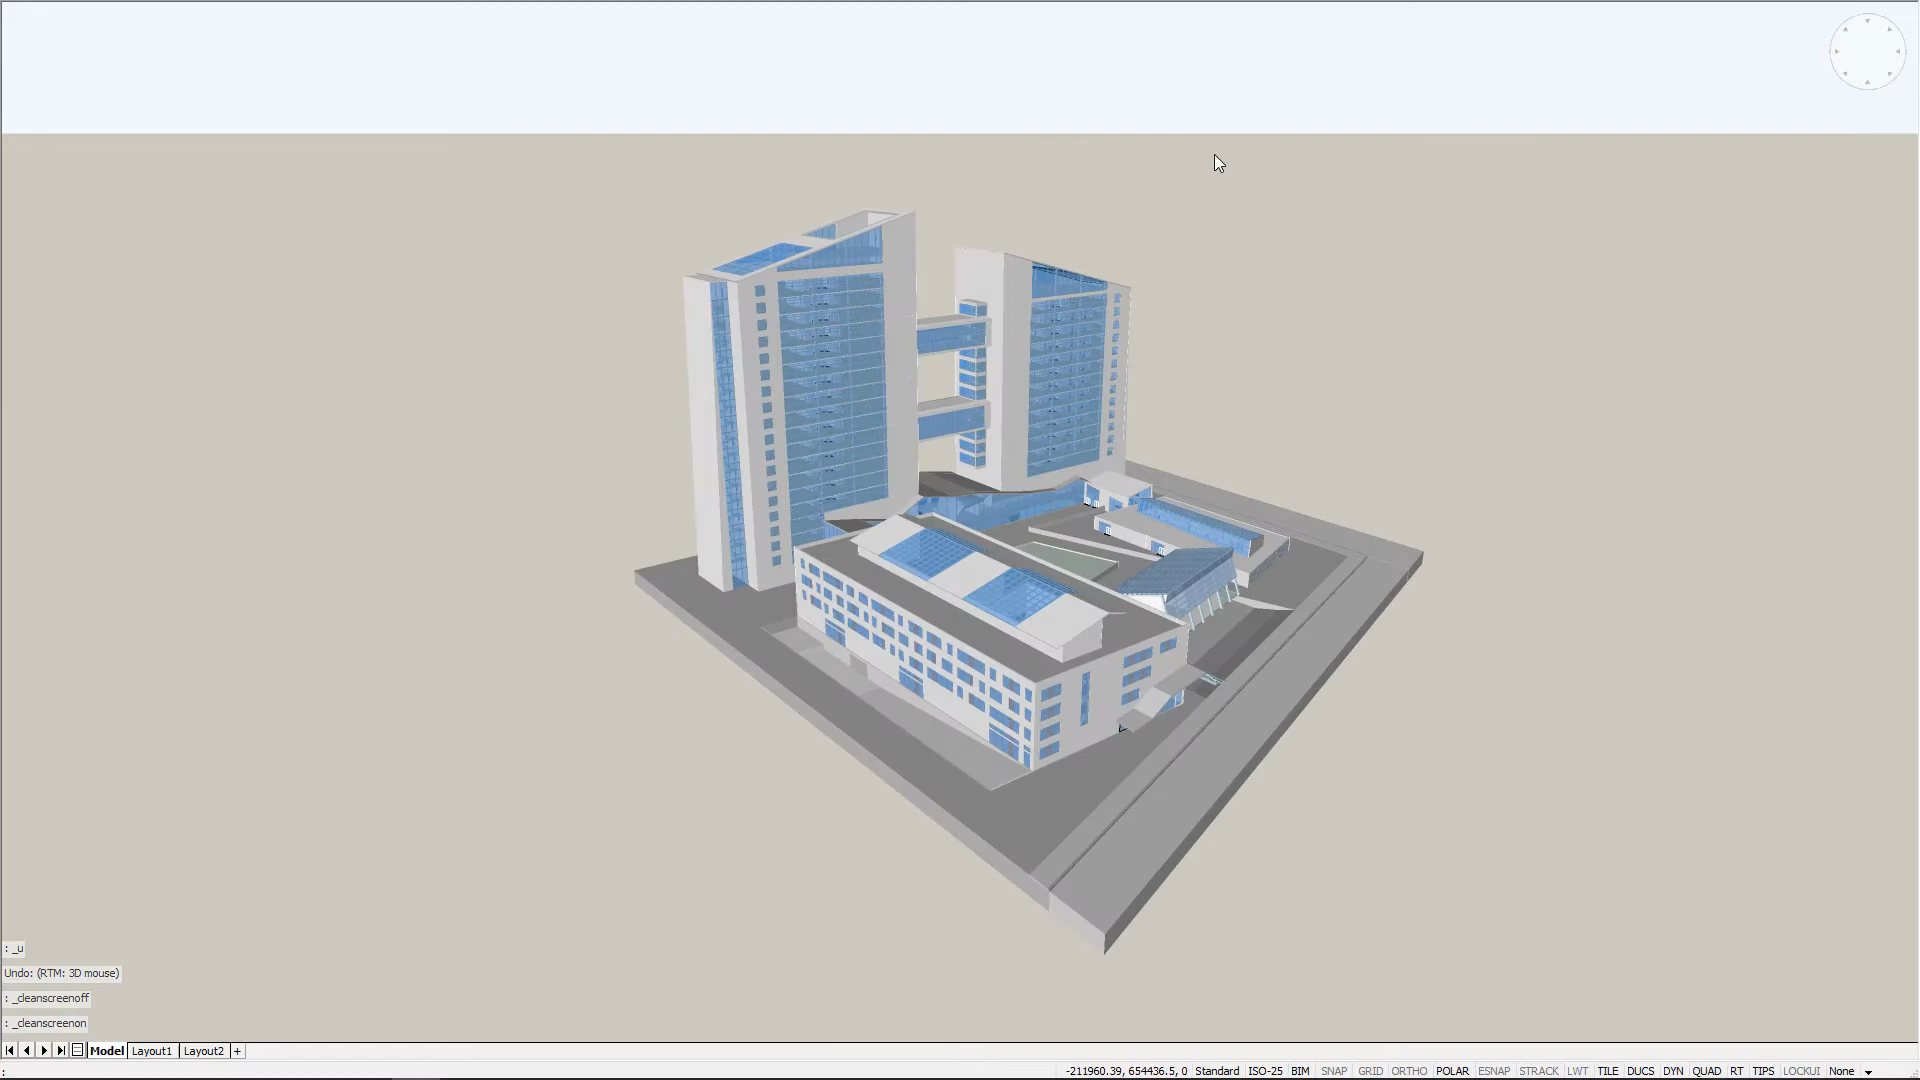 : _u
Undo: (RTM: 3D mouse)
: _cleanscreenoff
: _cleanscreenon
Model Layout1 Layout2 +
: -211960.39, 654436.5, 0 Standard ISO-25 BIM SNAP GRID ORTHO POLAR ESNAP STRACK LWT TILE DUCS DYN QUAD RT TIPS LOCKUI None